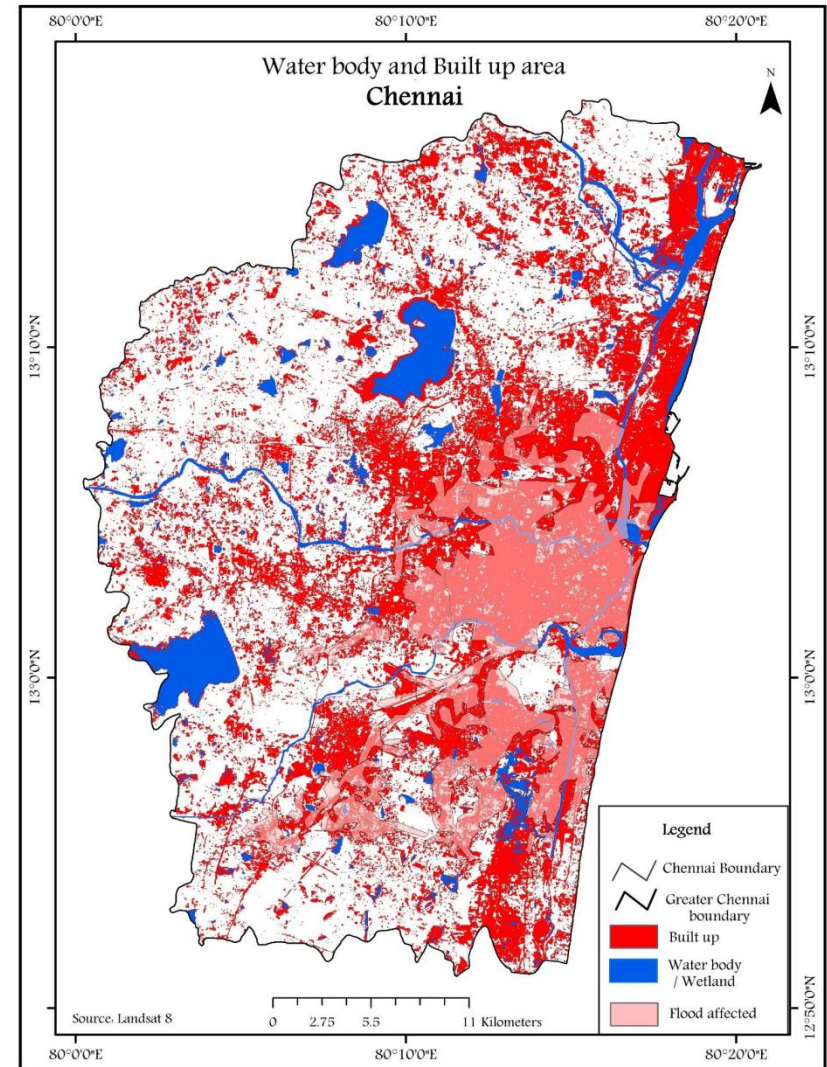 80°0'0"E 80°10'0"E 80°20'0"E
Water body and Built up area
Chennai
N
13°10'0"N 13°10'0"N
13°0'0"N 13°0'0"N
Legend
Chennai Boundary
Greater Chennai
boundary
Built up
Water body
/ Wetland
Flood affected
12°50'0"N
Source: Landsat 8
0 2.75 5.5 11 Kilometers
80°0'0"E 80°10'0"E 80°20'0"E